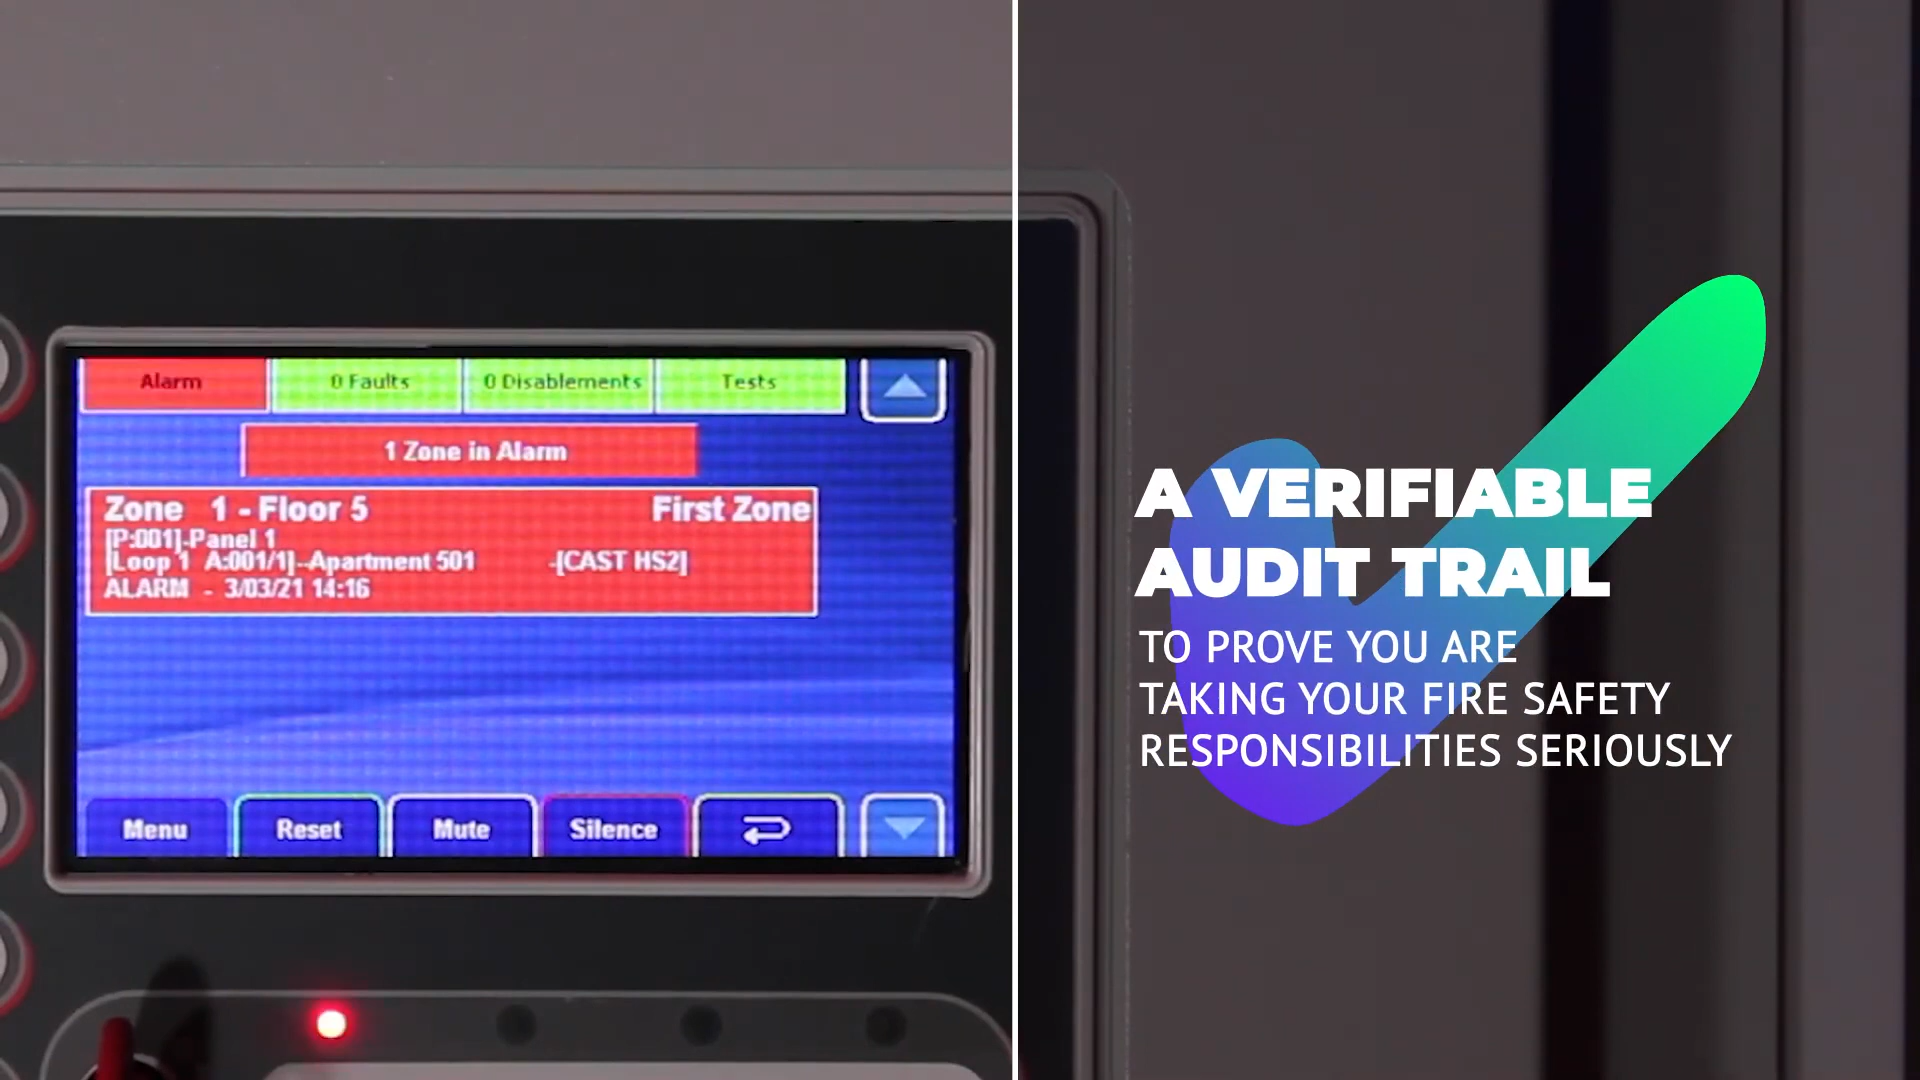 Alarm
0 Faults
0 Disablements
Tests
1 Zone in Alarm
Zone 1 - Floor 5 First Zone
[P:001]-Panel 1
[Loop 1 A:001/1]--Apartment 501 -[CAST HS2]
ALARM - 3/03/21 14:16
Menu
Reset
Mute
Silence
A VERIFIABLE
AUDIT TRAIL
TO PROVE YOU ARE
TAKING YOUR FIRE SAFETY
RESPONSIBILITIES SERIOUSLY